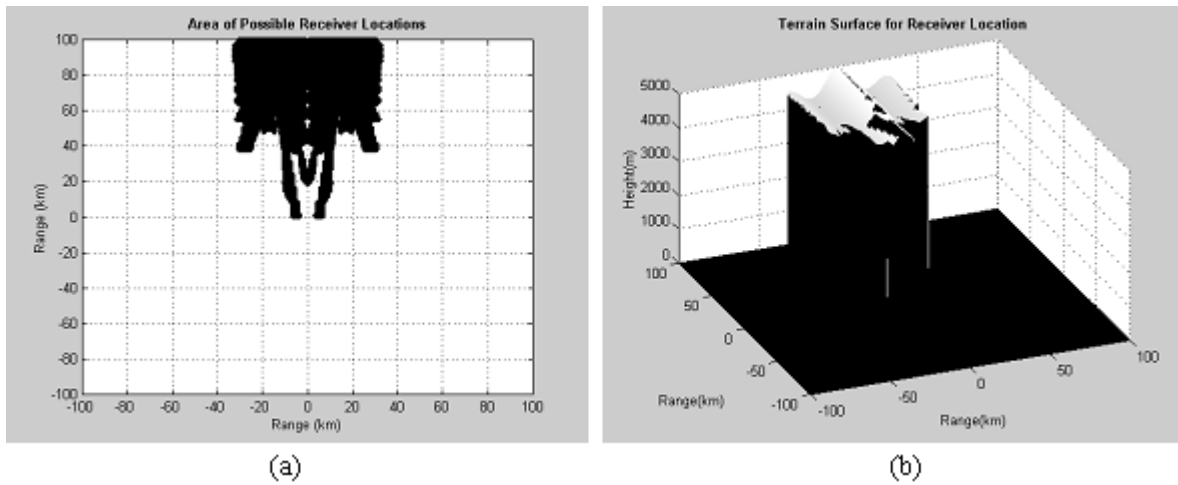 Area of Possible Receiver Locations
100
80
60
40
20
0
-20
-40
-60
-80
-100
Range (km)
-100 -80 -60 -40 -20 0 20 40 60 80 100
Range (km)
(a)
Terrain Surface for Receiver Location
5000
4000
3000
2000
1000
0
Height(m)
100
50
0
-50
-100
Range(km)
-100
-50
0
50
100
Range(km)
(b)